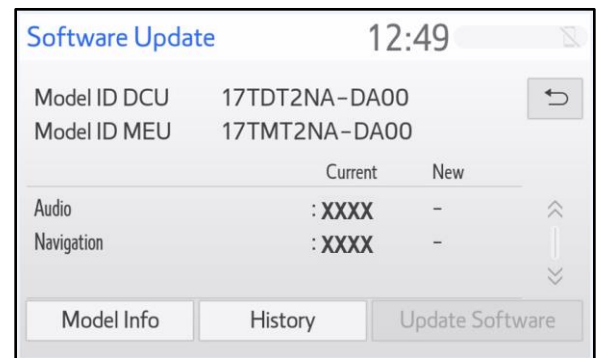 Software Update 12:49
Model ID DCU 17TDT2NA-DA00
Model ID MEU 17TMT2NA-DA00
Current New
Audio : XXXX -
Navigation : XXXX -
Model Info History Update Software